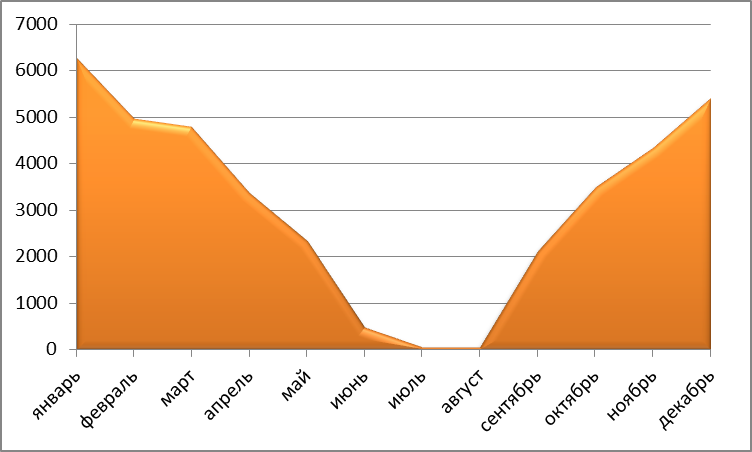 7000
6000
5000
4000
3000
2000
1000
0
январь
февраль
март
апрель
май
июнь
июль
август
сентябрь
октябрь
ноябрь
декабрь